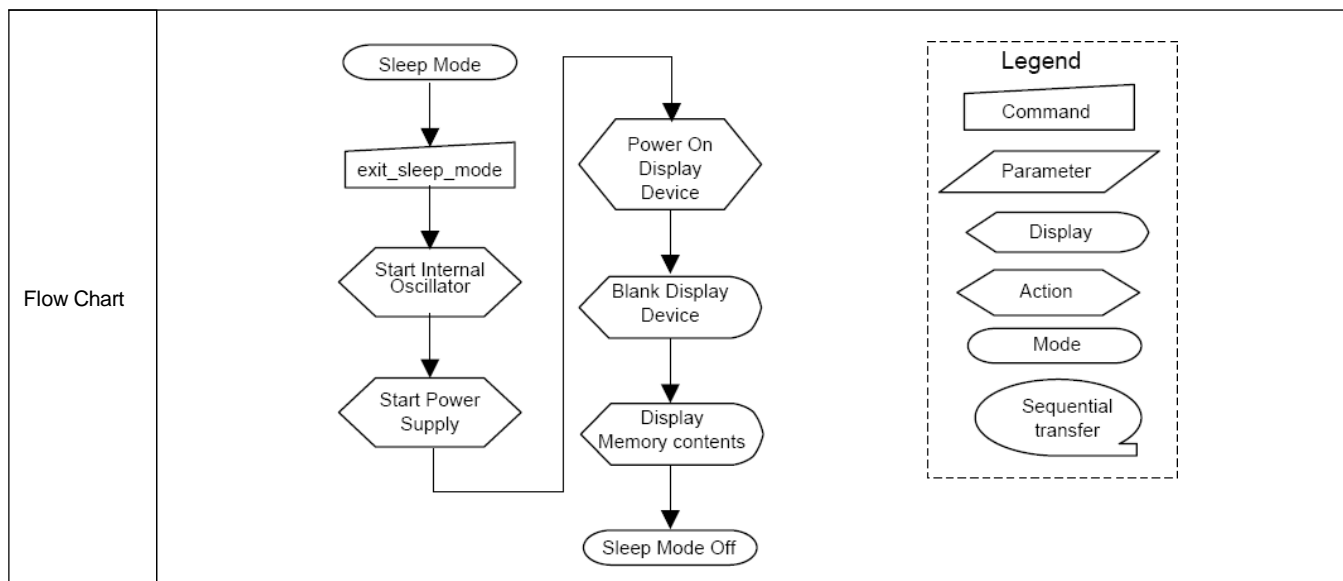 Flow Chart
Sleep Mode
exit_sleep_mode
Start Internal
Oscillator
Start Power
Supply
Power On
Display
Device
Blank Display
Device
Display
Memory contents
Sleep Mode Off
Legend
Command
Parameter
Display
Action
Mode
Sequential
transfer